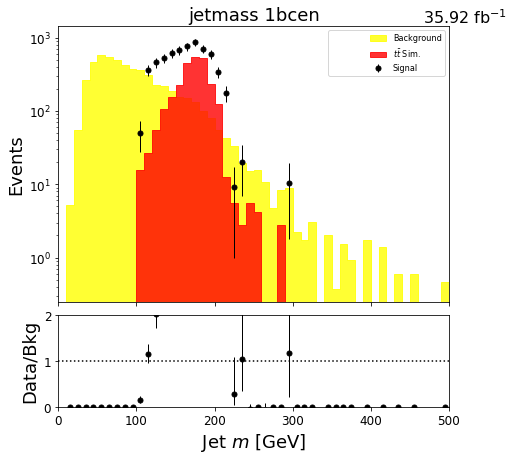 jetmass 1bcen
35.92 fb⁻¹
Background
tt̄ Sim.
Signal
Events
10³
10²
10¹
10⁰
Data/Bkg
2
1
0
0 100 200 300 400 500
Jet m [GeV]